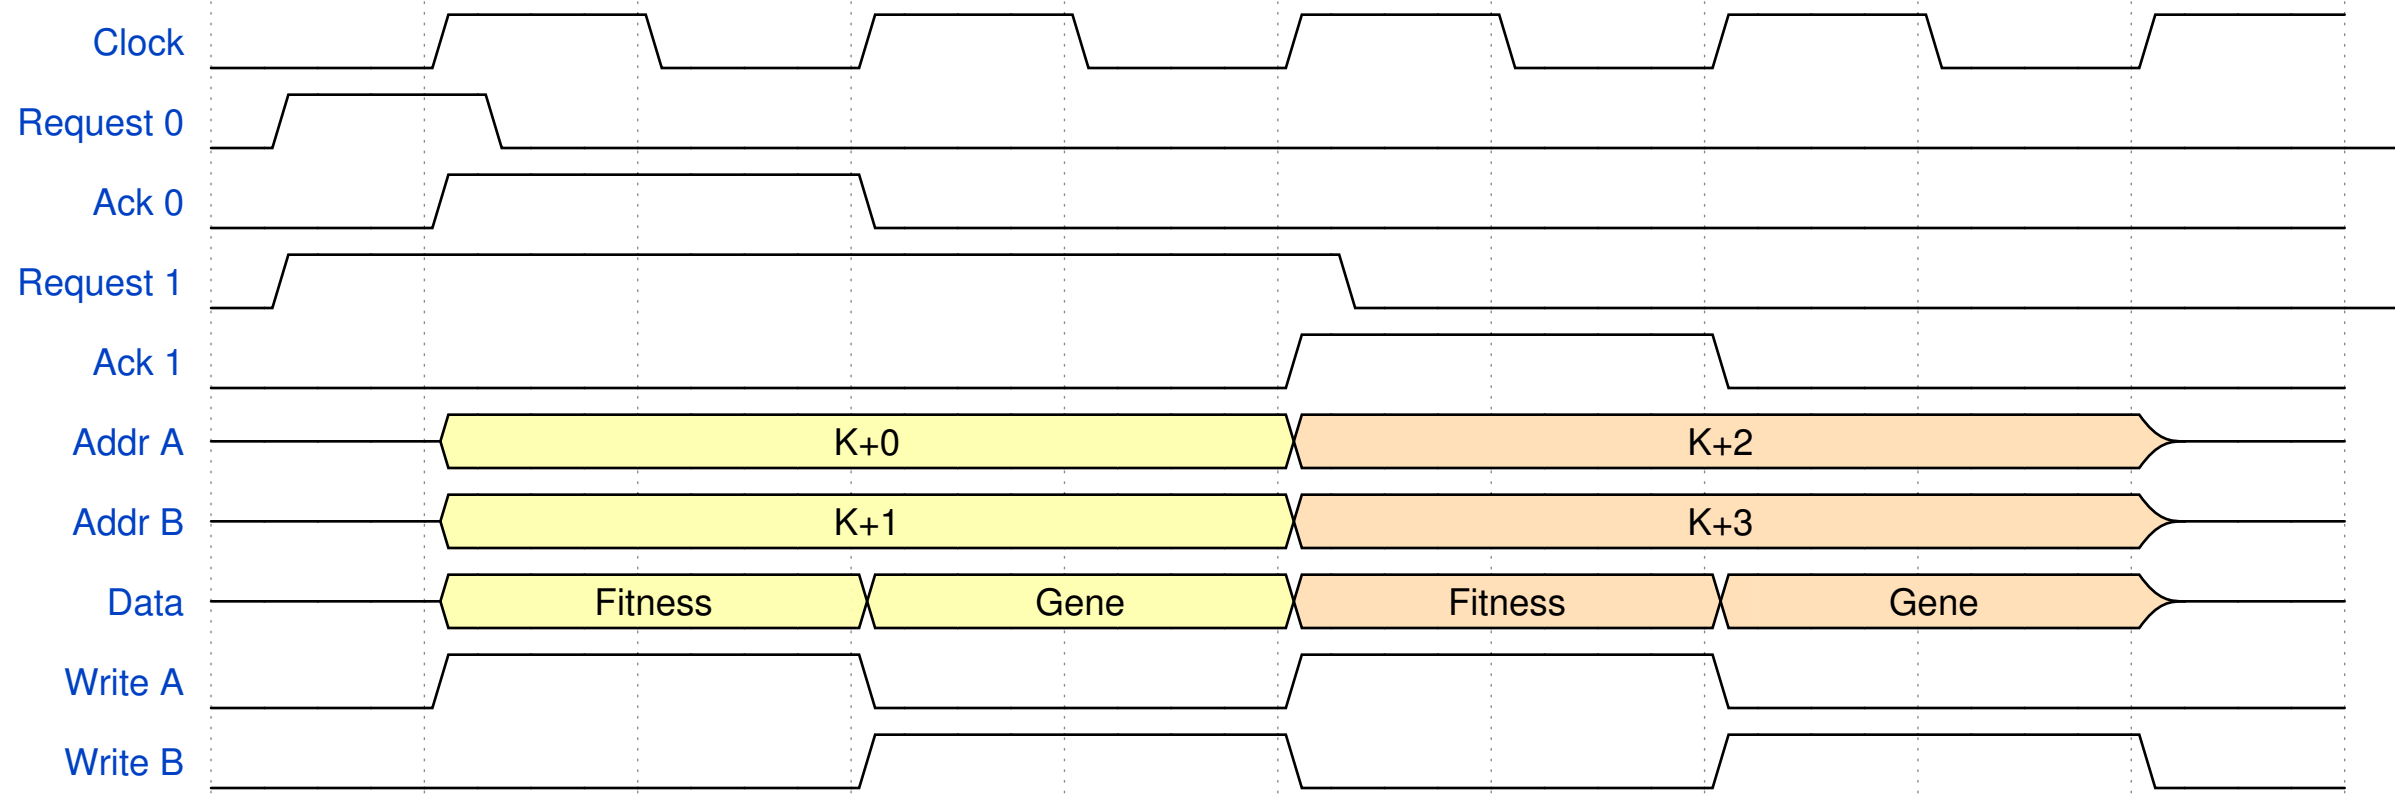 Clock
Request 0
Ack 0
Request 1
Ack 1
Addr A K+0 K+2
Addr B K+1 K+3
Data Fitness Gene Fitness Gene
Write A
Write B